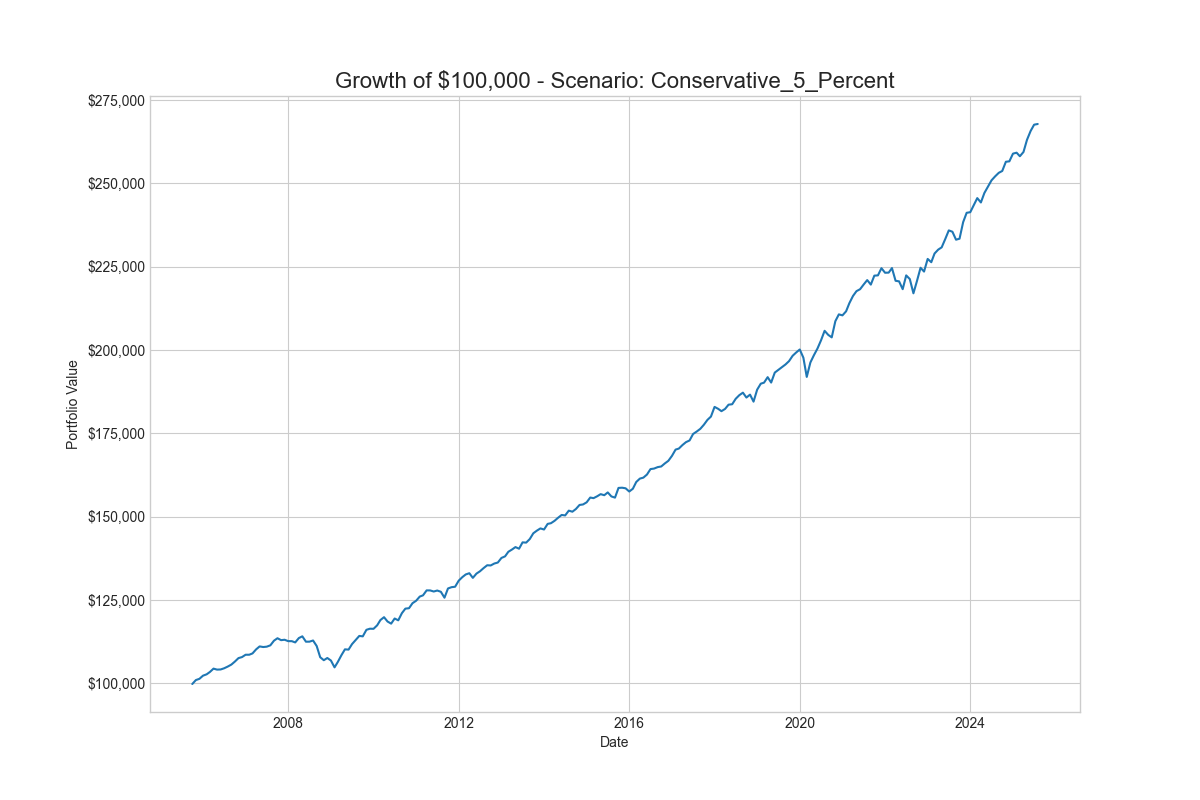 Growth of $100,000 - Scenario: Conservative_5_Percent
$275,000
$250,000
$225,000
$200,000
$175,000
$150,000
$125,000
$100,000
Portfolio Value
2008 2012 2016 2020 2024
Date